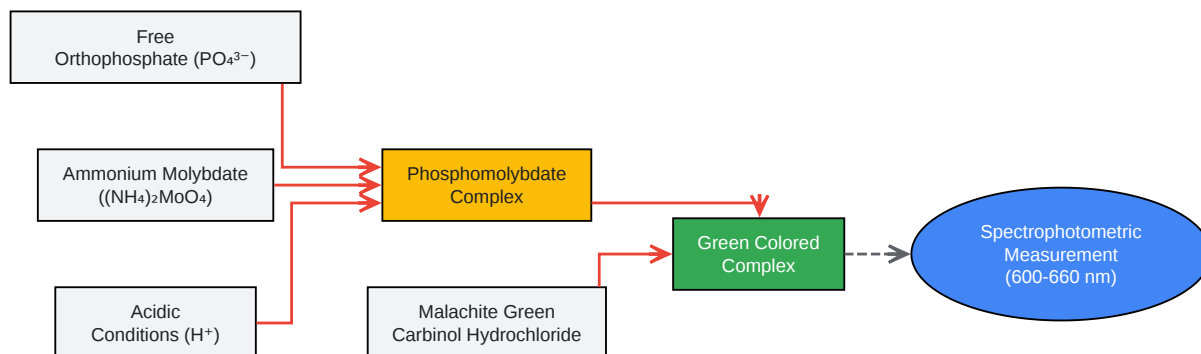 Free
Orthophosphate (PO₄³⁻)
Ammonium Molybdate
((NH₄)₂MoO₄)
Acidic
Conditions (H⁺)
Phosphomolybdate
Complex
Malachite Green
Carbinol Hydrochloride
Green Colored
Complex
Spectrophotometric
Measurement
(600-660 nm)